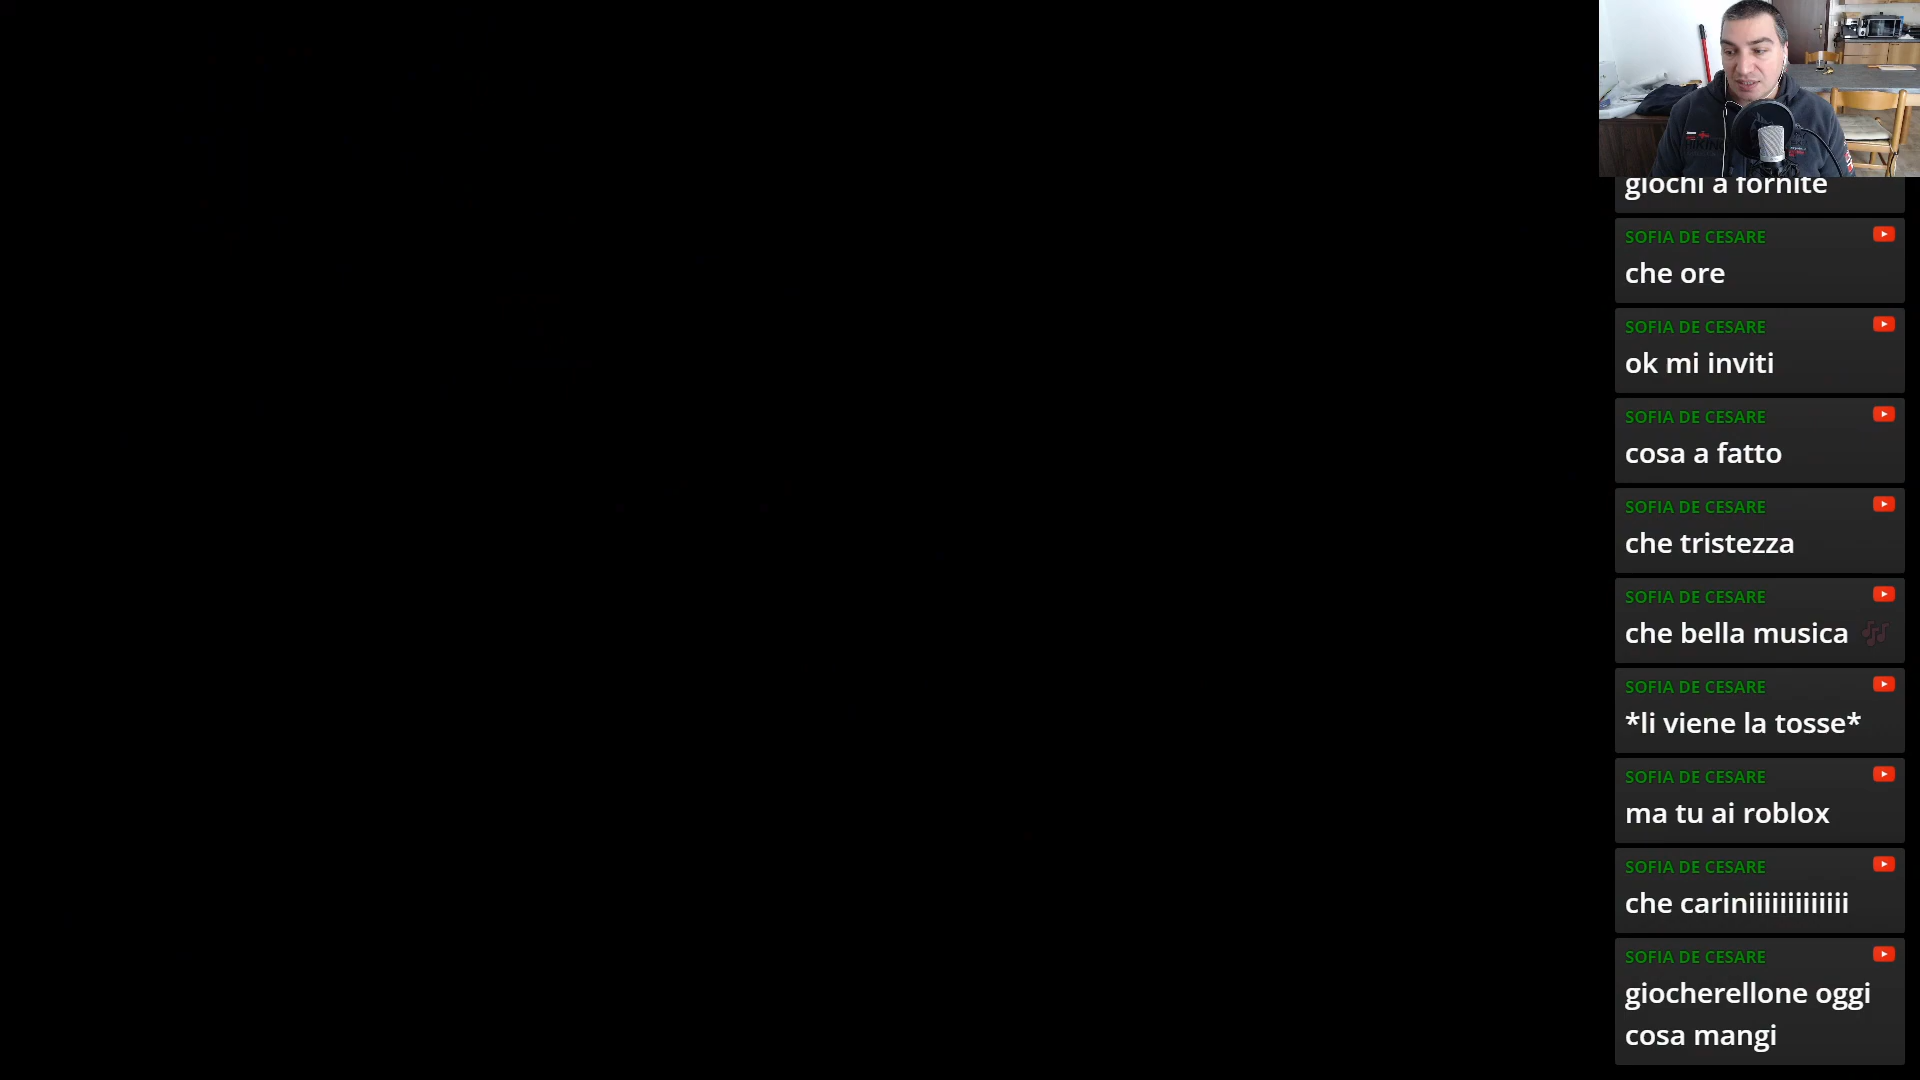 giochi a fornite
SOFIA DE CESARE
che ore
SOFIA DE CESARE
ok mi inviti
SOFIA DE CESARE
cosa a fatto
SOFIA DE CESARE
che tristezza
SOFIA DE CESARE
che bella musica 🎶
SOFIA DE CESARE
*li viene la tosse*
SOFIA DE CESARE
ma tu ai roblox
SOFIA DE CESARE
che cariniiiiiiiiiiiii
SOFIA DE CESARE
giocherellone oggi
cosa mangi